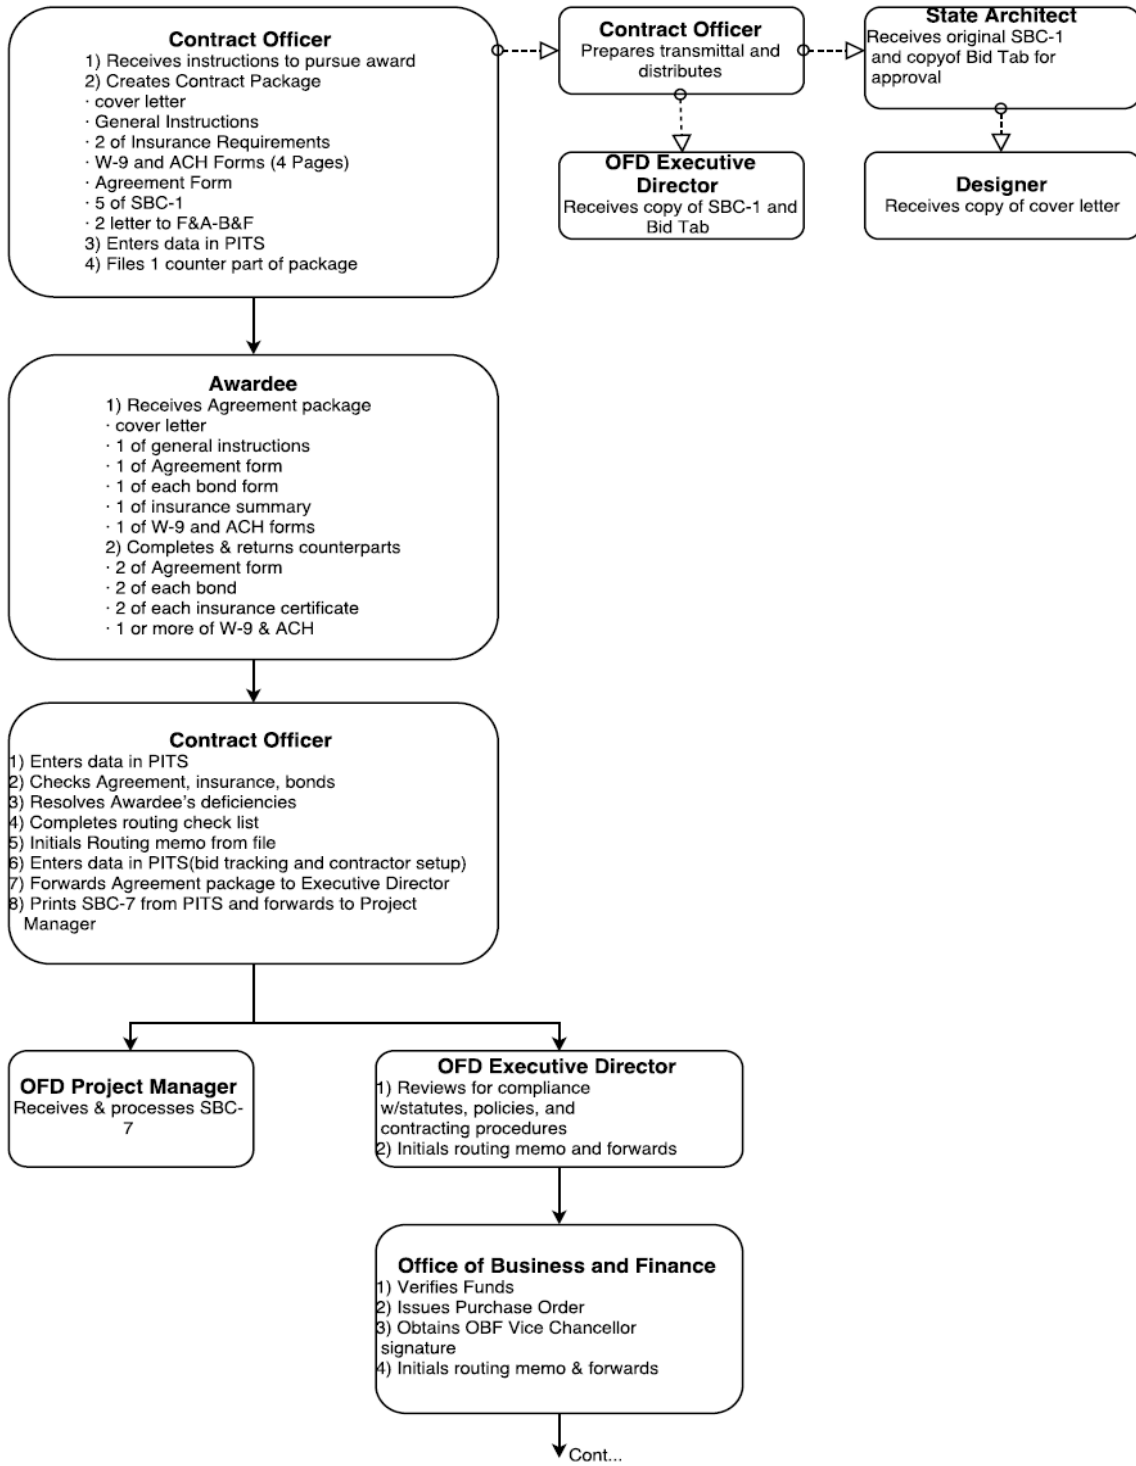 Contract Officer
1) Receives instructions to pursue award
2) Creates Contract Package
· cover letter
· General Instructions
· 2 of Insurance Requirements
· W-9 and ACH Forms (4 Pages)
· Agreement Form
· 5 of SBC-1
· 2 letter to F&A-B&F
3) Enters data in PITS
4) Files 1 counter part of package
Contract Officer
Prepares transmittal and
distributes
State Architect
Receives original SBC-1
and copyof Bid Tab for
approval
OFD Executive
Director
Receives copy of SBC-1 and
Bid Tab
Designer
Receives copy of cover letter
Awardee
1) Receives Agreement package
· cover letter
· 1 of general instructions
· 1 of Agreement form
· 1 of each bond form
· 1 of insurance summary
· 1 of W-9 and ACH forms
2) Completes & returns counterparts
· 2 of Agreement form
· 2 of each bond
· 2 of each insurance certificate
· 1 or more of W-9 & ACH
Contract Officer
1) Enters data in PITS
2) Checks Agreement, insurance, bonds
3) Resolves Awardee's deficiencies
4) Completes routing check list
5) Initials Routing memo from file
6) Enters data in PITS(bid tracking and contractor setup)
7) Forwards Agreement package to Executive Director
8) Prints SBC-7 from PITS and forwards to Project
Manager
OFD Project Manager
Receives & processes SBC-
7
OFD Executive Director
1) Reviews for compliance
w/statutes, policies, and
contracting procedures
2) Initials routing memo and forwards
Office of Business and Finance
1) Verifies Funds
2) Issues Purchase Order
3) Obtains OBF Vice Chancellor
signature
4) Initials routing memo & forwards
Cont...